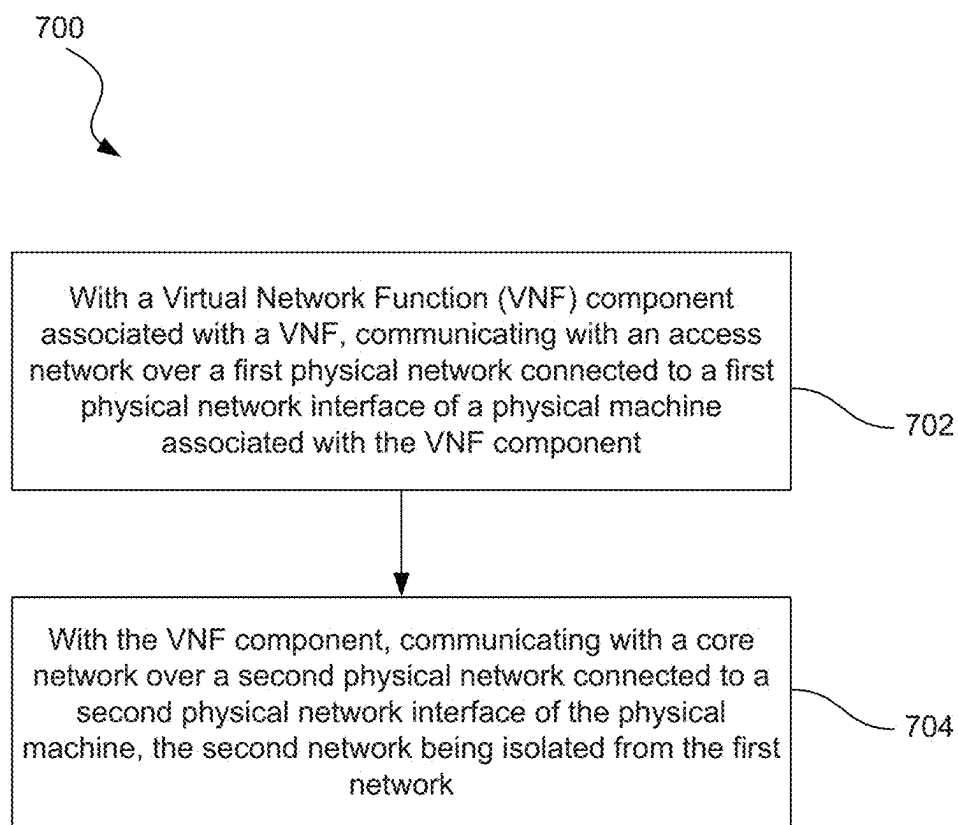 700
With a Virtual Network Function (VNF) component
associated with a VNF, communicating with an access
network over a first physical network connected to a first
physical network interface of a physical machine
associated with the VNF component
702
With the VNF component, communicating with a core
network over a second physical network connected to a
second physical network interface of the physical
machine, the second network being isolated from the first
network
704